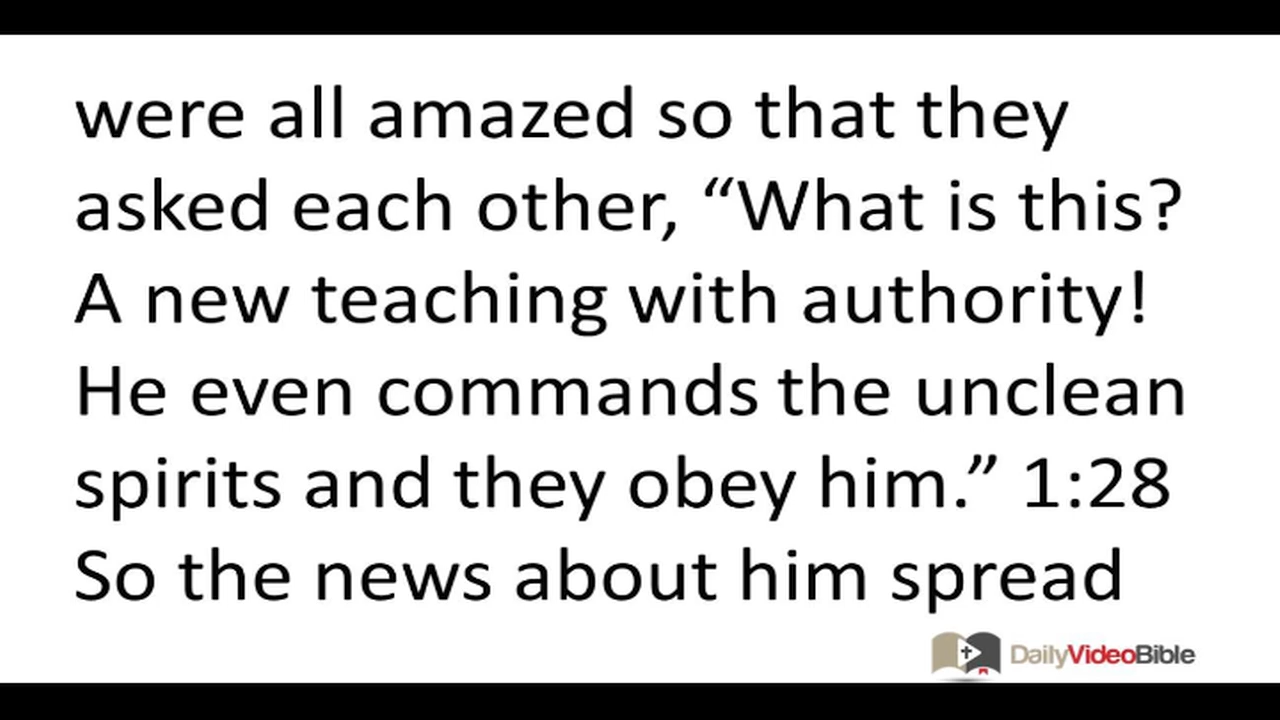 were all amazed so that they
asked each other, “What is this?
A new teaching with authority!
He even commands the unclean
spirits and they obey him.” 1:28
So the news about him spread
DailyVideoBible